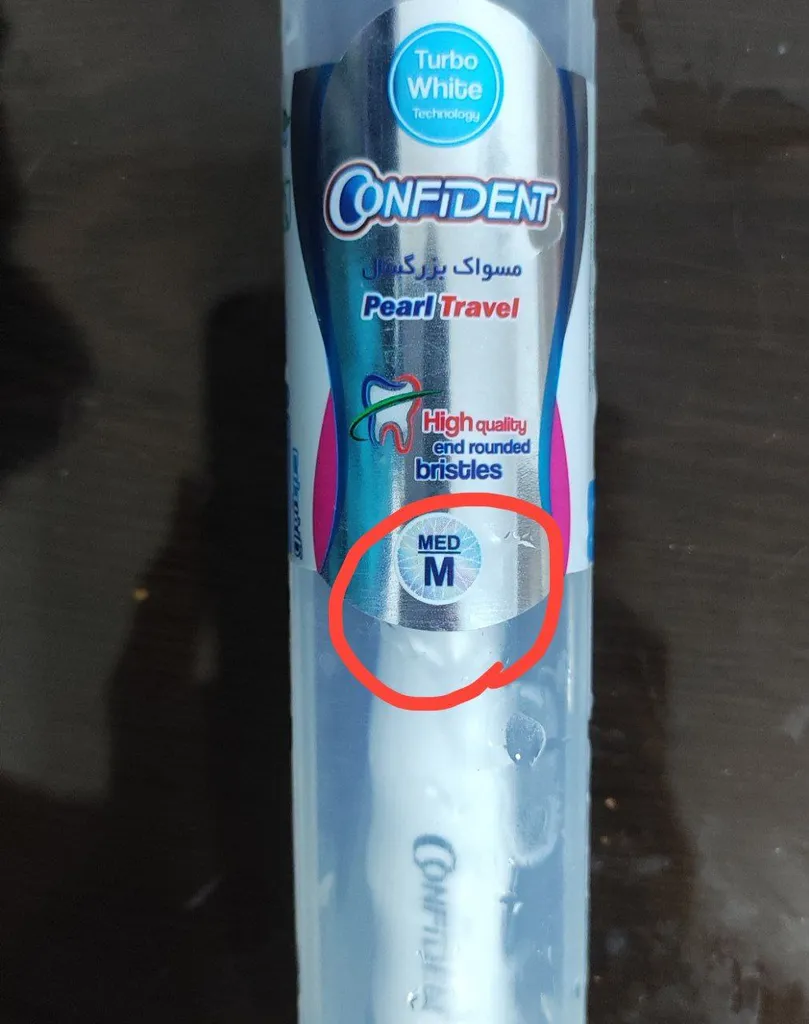 Turbo
White
Technology
CONFiDENT
مسواک بزرگسال
Pearl Travel
High quality
end rounded
bristles
MED
M
CONFiDENT